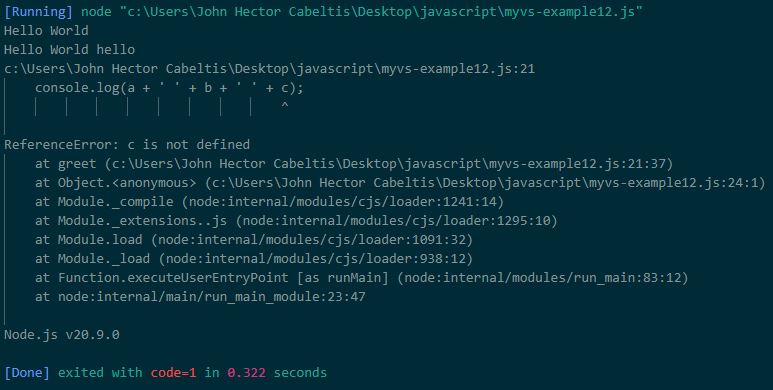 [Running] node "c:\Users\John Hector Cabeltis\Desktop\javascript\myvs-example12.js"
Hello World
Hello World hello
c:\Users\John Hector Cabeltis\Desktop\javascript\myvs-example12.js:21
    console.log(a + ' ' + b + ' ' + c);
                                    ^
ReferenceError: c is not defined
    at greet (c:\Users\John Hector Cabeltis\Desktop\javascript\myvs-example12.js:21:37)
    at Object.<anonymous> (c:\Users\John Hector Cabeltis\Desktop\javascript\myvs-example12.js:24:1)
    at Module._compile (node:internal/modules/cjs/loader:1241:14)
    at Module._extensions..js (node:internal/modules/cjs/loader:1295:10)
    at Module.load (node:internal/modules/cjs/loader:1091:32)
    at Module._load (node:internal/modules/cjs/loader:938:12)
    at Function.executeUserEntryPoint [as runMain] (node:internal/modules/run_main:83:12)
    at node:internal/main/run_main_module:23:47
Node.js v20.9.0
[Done] exited with code=1 in 0.322 seconds